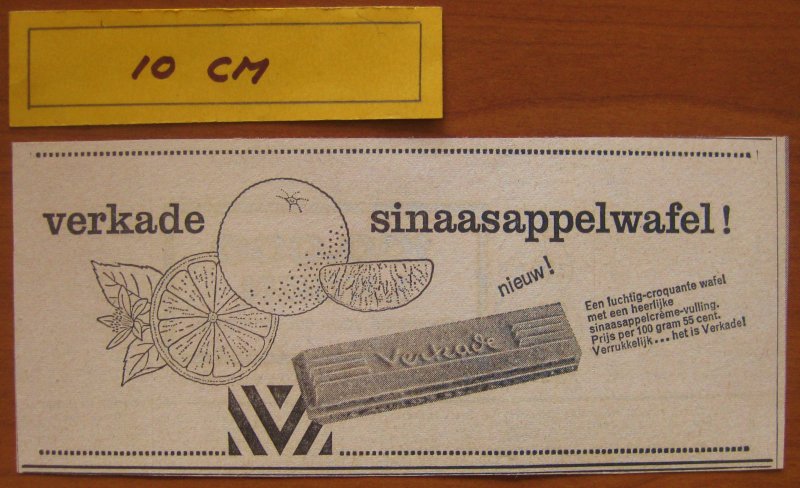 10 CM
verkade sinaasappelwafel!
nieuw!
Verkade
Een luchtig-croquante wafel
met een heerlijke
sinaasappelcrème-vulling.
Prijs per 100 gram 55 cent.
Verrukkelijk... het is Verkade!